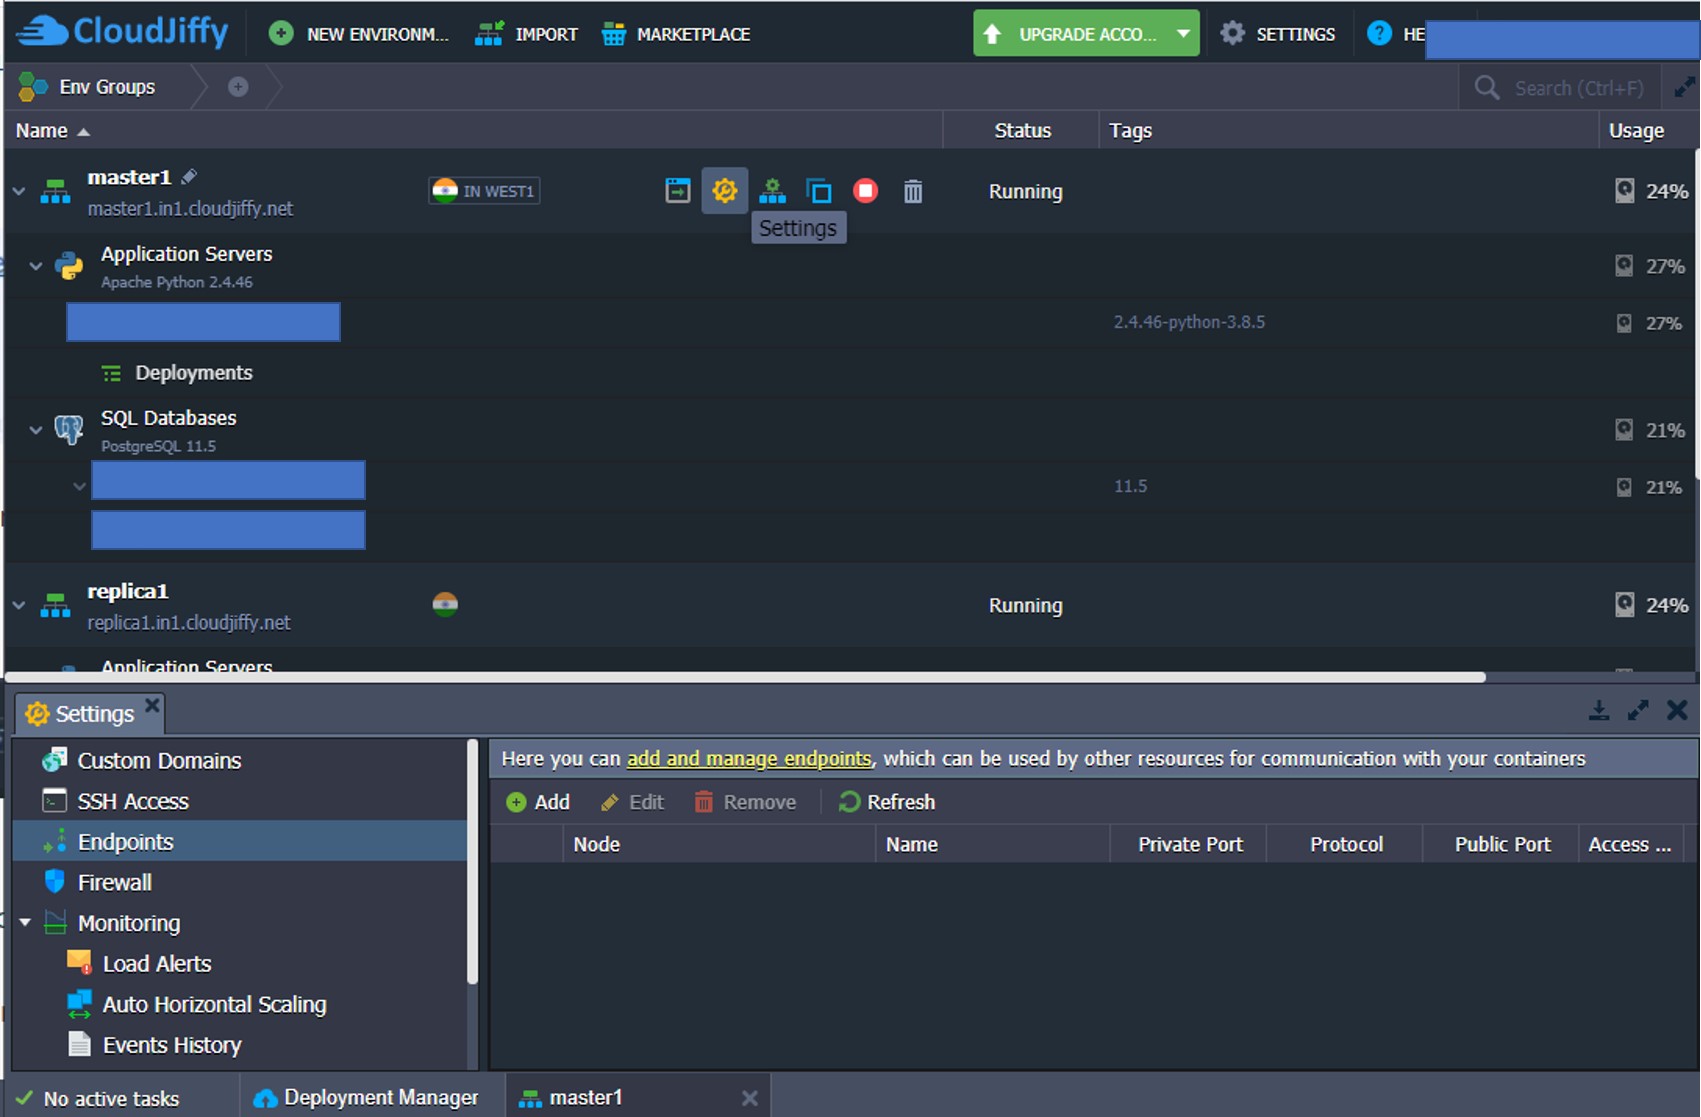 CloudJiffy
NEW ENVIRONM...
IMPORT
MARKETPLACE
UPGRADE ACCO...
SETTINGS
HE
Env Groups
Search (Ctrl+F)
Name
Status
Tags
Usage
master1
master1.in1.cloudjiffy.net
IN WEST1
Running
24%
Settings
Application Servers
Apache Python 2.4.46
27%
2.4.46-python-3.8.5
27%
Deployments
SQL Databases
PostgreSQL 11.5
21%
11.5
21%
replica1
replica1.in1.cloudjiffy.net
Running
24%
Application Servers
Settings
Custom Domains
SSH Access
Endpoints
Firewall
Monitoring
Load Alerts
Auto Horizontal Scaling
Events History
Here you can add and manage endpoints, which can be used by other resources for communication with your containers
Add
Edit
Remove
Refresh
Node
Name
Private Port
Protocol
Public Port
Access ...
No active tasks
Deployment Manager
master1